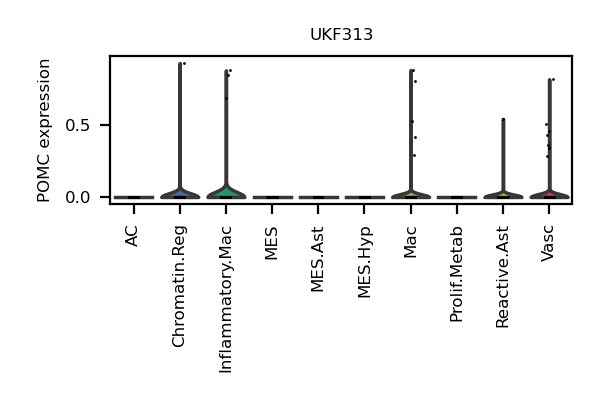 UKF313
POMC expression
0.5
0.0
AC
Chromatin.Reg
Inflammatory.Mac
MES
MES.Ast
MES.Hyp
Mac
Prolif.Metab
Reactive.Ast
Vasc